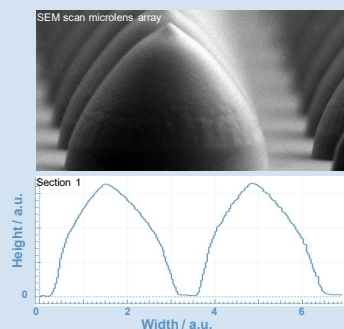 SEM scan microlens array
Section 1
Height / a.u.
0
0 2 4 6
Width / a.u.